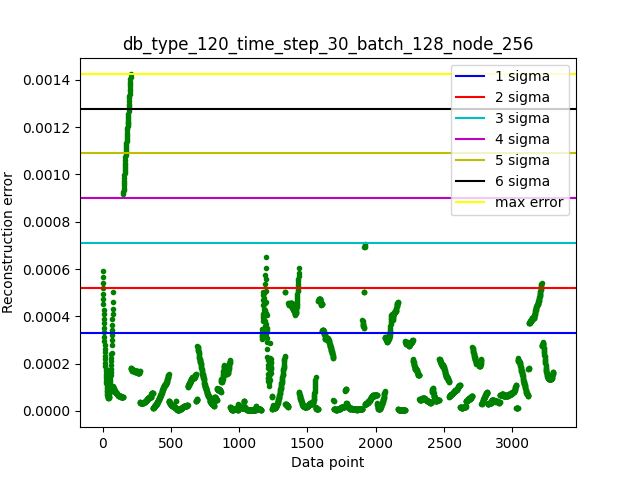 db_type_120_time_step_30_batch_128_node_256
Reconstruction error
0.0014
0.0012
0.0010
0.0008
0.0006
0.0004
0.0002
0.0000
1 sigma
2 sigma
3 sigma
4 sigma
5 sigma
6 sigma
max error
0 500 1000 1500 2000 2500 3000
Data point